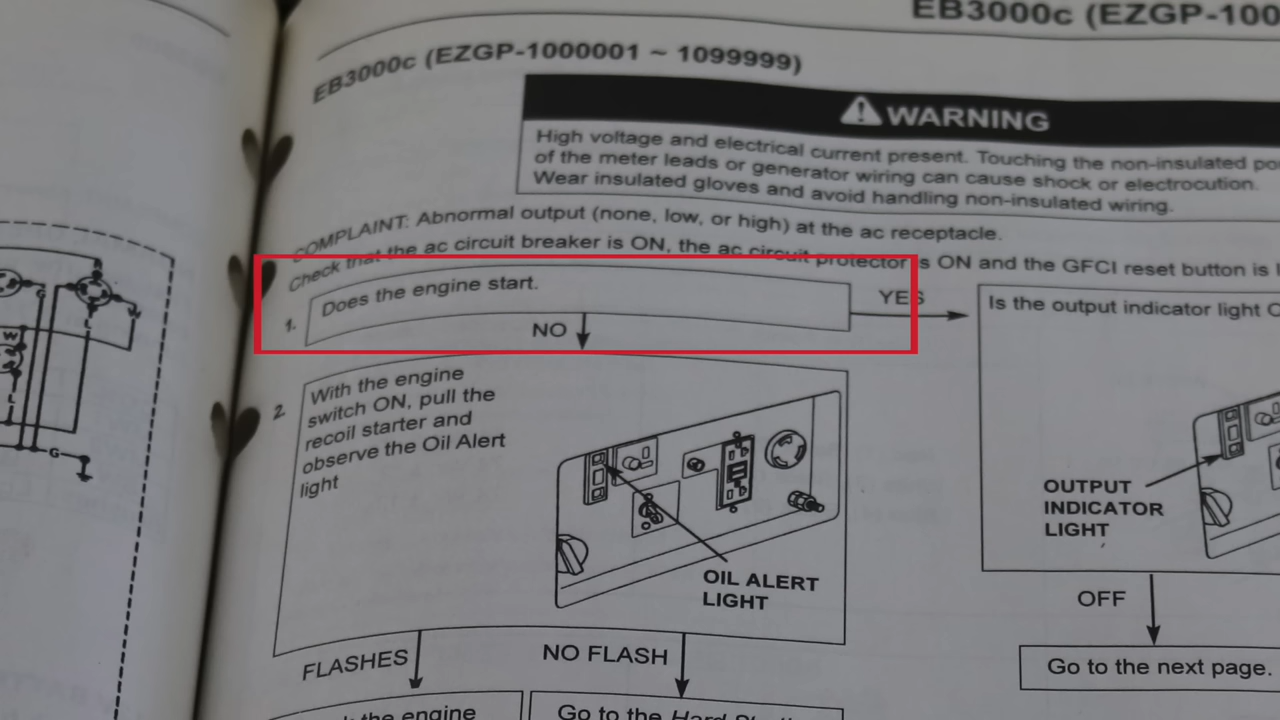 EB3000c (EZGP-100
EB3000c (EZGP-1000001 ~ 1099999)
WARNING
High voltage and electrical current present. Touching the non-insulated
of the meter leads or generator wiring can cause shock or electrocution.
Wear insulated gloves and avoid handling non-insulated wiring.
COMPLAINT: Abnormal output (none, low, or high) at the ac receptacle.
Check that the ac circuit breaker is ON, the ac circuit protector is ON and the GFCI reset button is
1. Does the engine start.
YES
NO
Is the output indicator light
2. With the engine
switch ON, pull the
recoil starter and
observe the Oil Alert
light
OIL ALERT
LIGHT
OUTPUT
INDICATOR
LIGHT
FLASHES
NO FLASH
OFF
Go to the next page.
the engine
Go to the Hard
W
G
L
W
L
G